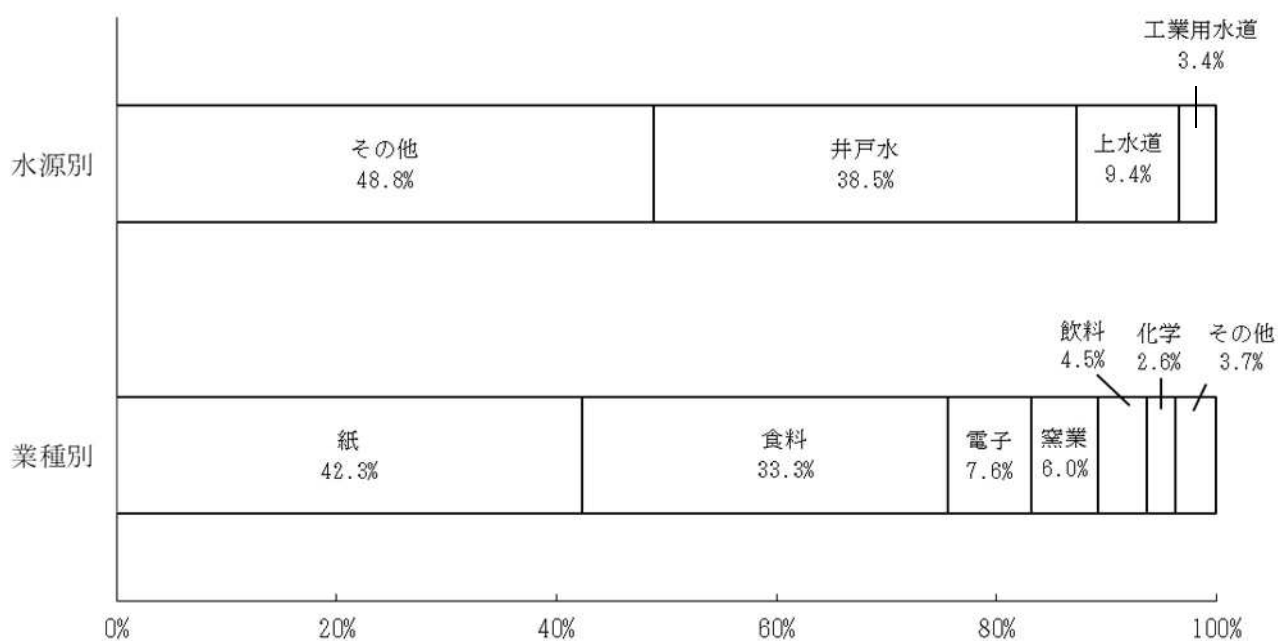 工業用水道
3.4%
水源別
その他
48.8%
井戸水
38.5%
上水道
9.4%
飲料
4.5%
化学
2.6%
その他
3.7%
業種別
紙
42.3%
食料
33.3%
電子
7.6%
窯業
6.0%
0%
20%
40%
60%
80%
100%